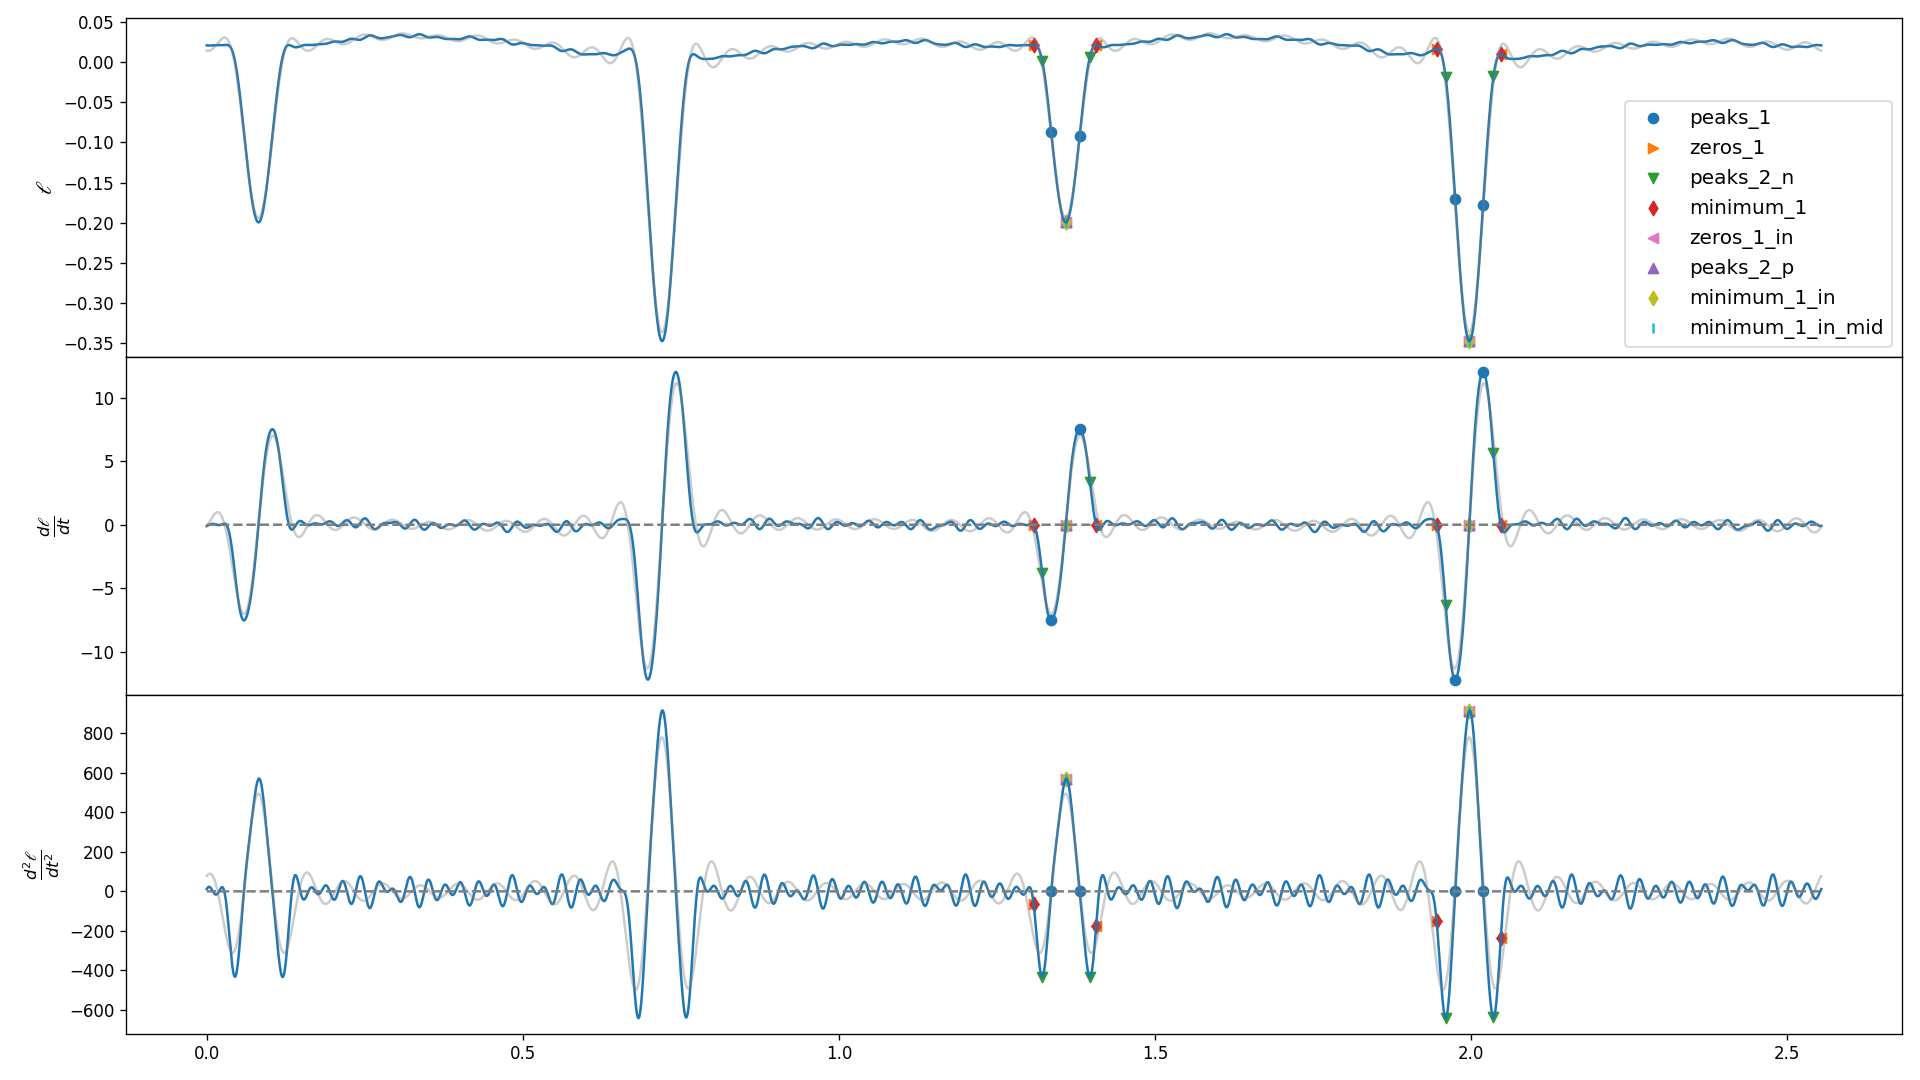 0.05
0.00
−0.05
−0.10
−0.15
−0.20
−0.25
−0.30
−0.35
ℓ
peaks_1
zeros_1
peaks_2_n
minimum_1
zeros_1_in
peaks_2_p
minimum_1_in
minimum_1_in_mid
10
5
0
−5
−10
dℓ
dt
800
600
400
200
0
−200
−400
−600
d²ℓ
dt²
0.0 0.5 1.0 1.5 2.0 2.5